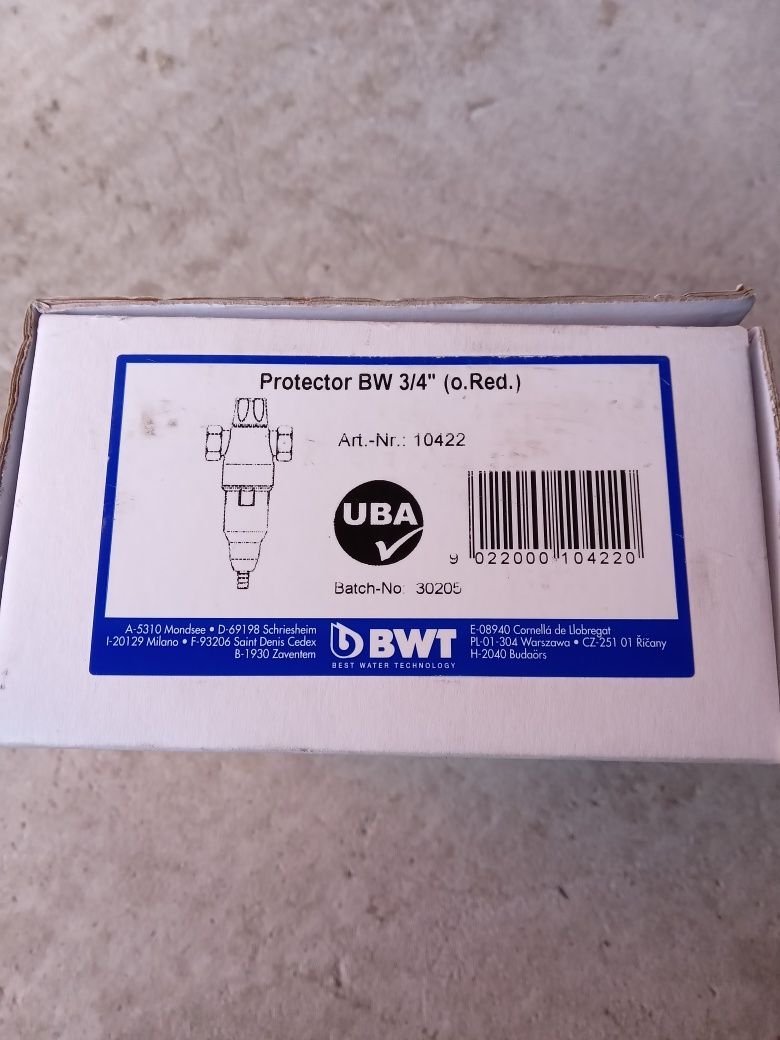 Protector BW 3/4" (o.Red.)
Art.-Nr.: 10422
UBA
9 022000 104220
Batch-No: 30205
A-5310 Mondsee • D-69198 Schriesheim
I-20129 Milano • F-93206 Saint Denis Cedex
B-1930 Zaventem
BWT
BEST WATER TECHNOLOGY
E-08940 Cornellá de Llobregat
PL-01-304 Warszawa • CZ-251 01 Říčany
H-2040 Budaörs